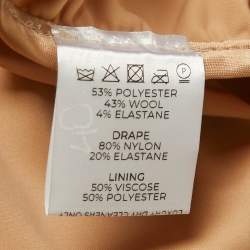 P
53% POLYESTER
43% WOOL
4% ELASTANE
DRAPE
80% NYLON
20% ELASTANE
LINING
50% VISCOSE
50% POLYESTER